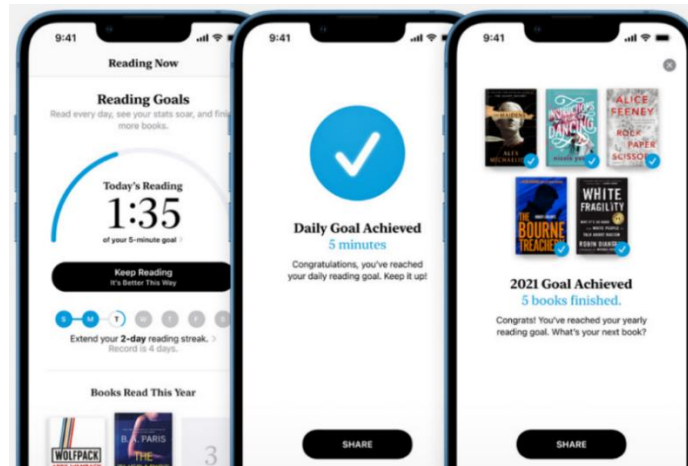 9:41
Reading Now
Reading Goals
Read every day, see your stats soar, and fini
more books.
Today's Reading
1:35
of your 5-minute goal
Keep Reading
It's Better This Way
S M T W T F S
Extend your 2-day reading streak.
Record is 4 days.
Books Read This Year
WOLFPACK
B. A. PARIS
THE
3
9:41
Daily Goal Achieved
5 minutes
Congratulations, you've reached
your daily reading goal. Keep it up!
SHARE
9:41
THE MAIDENS
ALEX
MICHAELIDES
DANCING
nicola
ALICE
FEENEY
ROCK
PAPER
SCISSORS
THE
BOURNE
TREACHERY
WHITE
FRAGILITY
ROBIN DIANGELO
2021 Goal Achieved
5 books finished.
Congrats! You've reached your yearly
reading goal. What's your next book?
SHARE